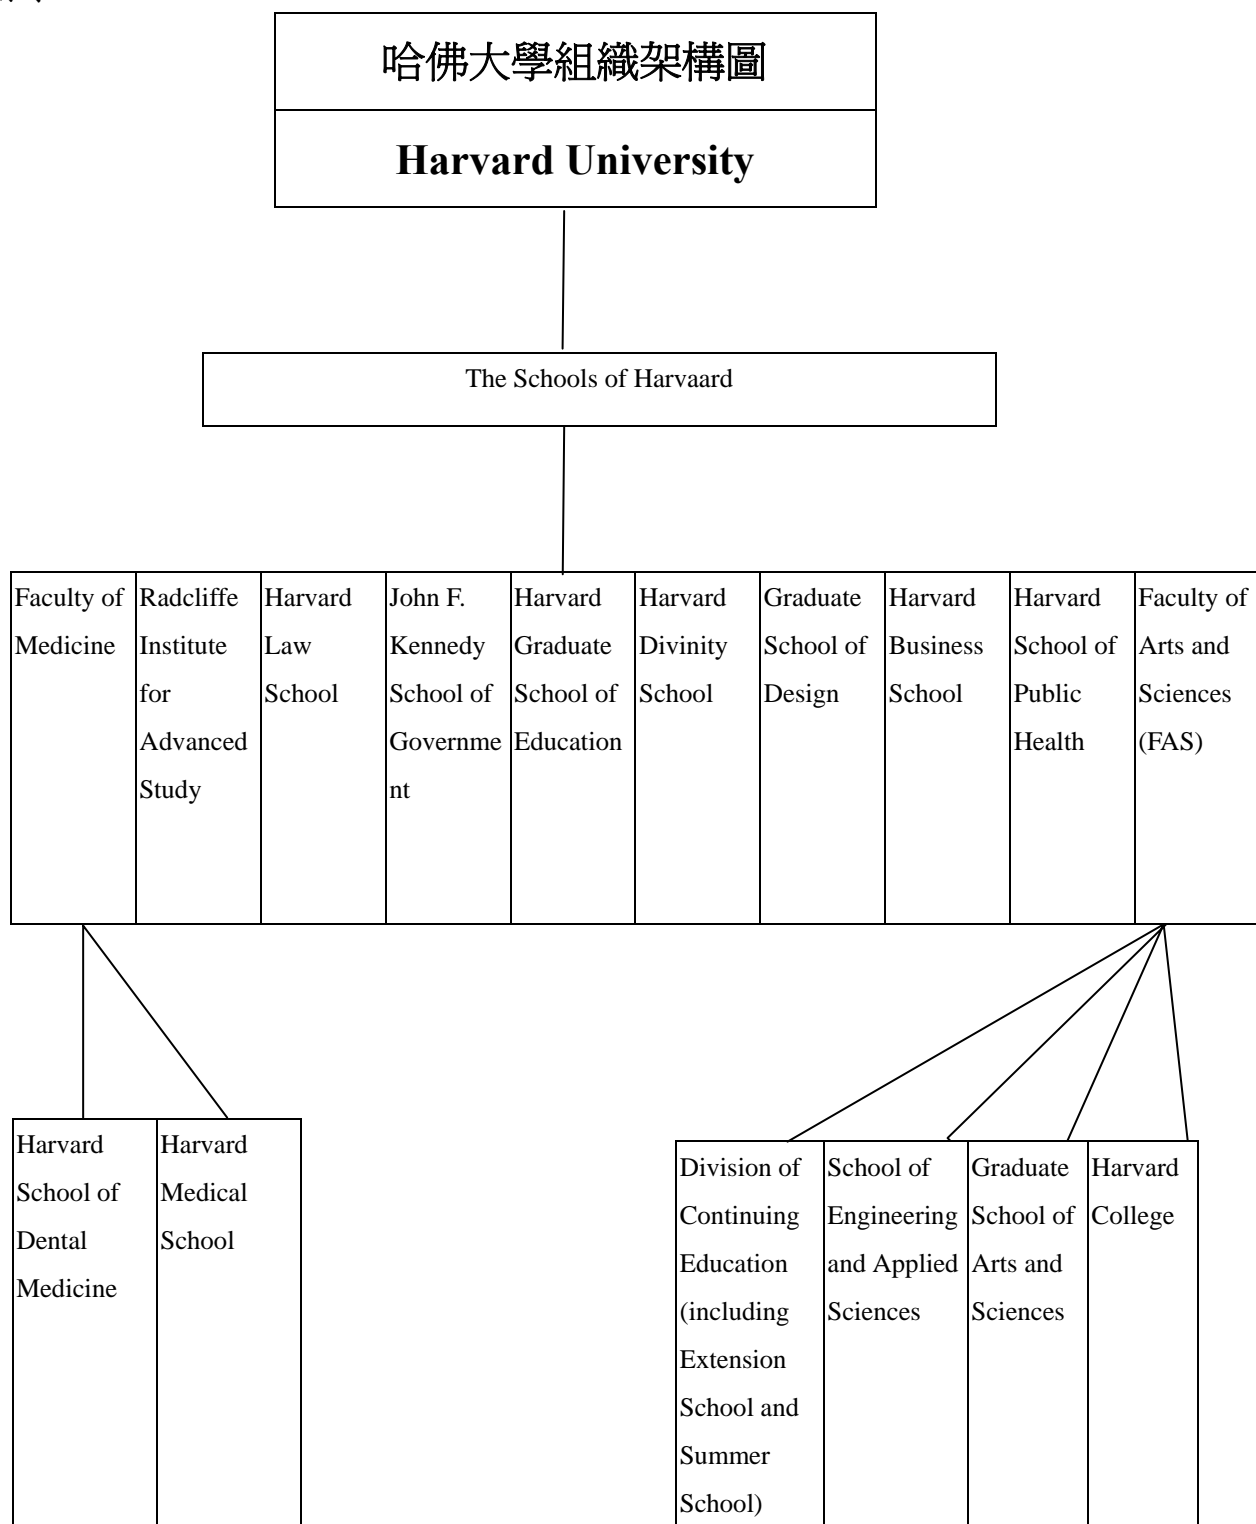 哈佛大學組織架構圖
Harvard University
The Schools of Harvaard
Faculty of
Medicine
Radcliffe
Institute
for
Advanced
Study
Harvard
Law
School
John F.
Kennedy
School of
Governme
nt
Harvard
Graduate
School of
Education
Harvard
Divinity
School
Graduate
School of
Design
Harvard
Business
School
Harvard
School of
Public
Health
Faculty of
Arts and
Sciences
(FAS)
Harvard
School of
Dental
Medicine
Harvard
Medical
School
Division of
Continuing
Education
(including
Extension
School and
Summer
School)
School of
Engineering
and Applied
Sciences
Graduate
School of
Arts and
Sciences
Harvard
College